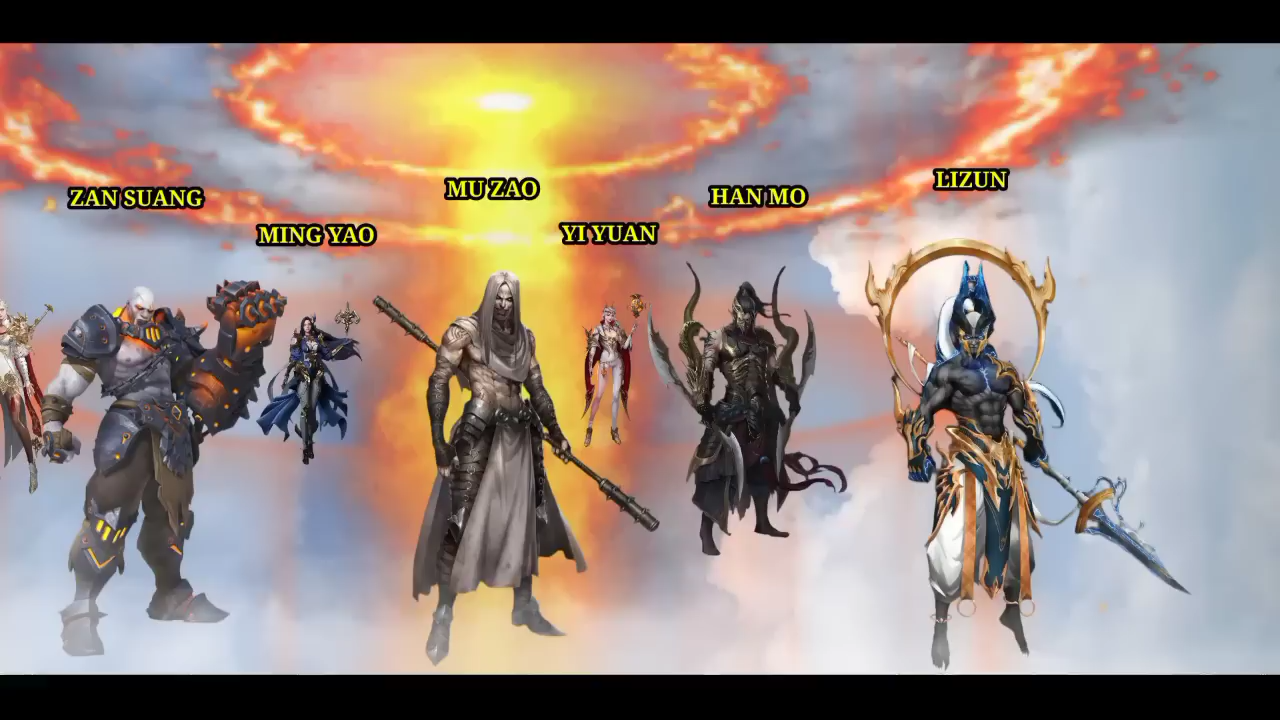 ZAN SUANG
MING YAO
MU ZAO
YI YUAN
HAN MO
LIZUN